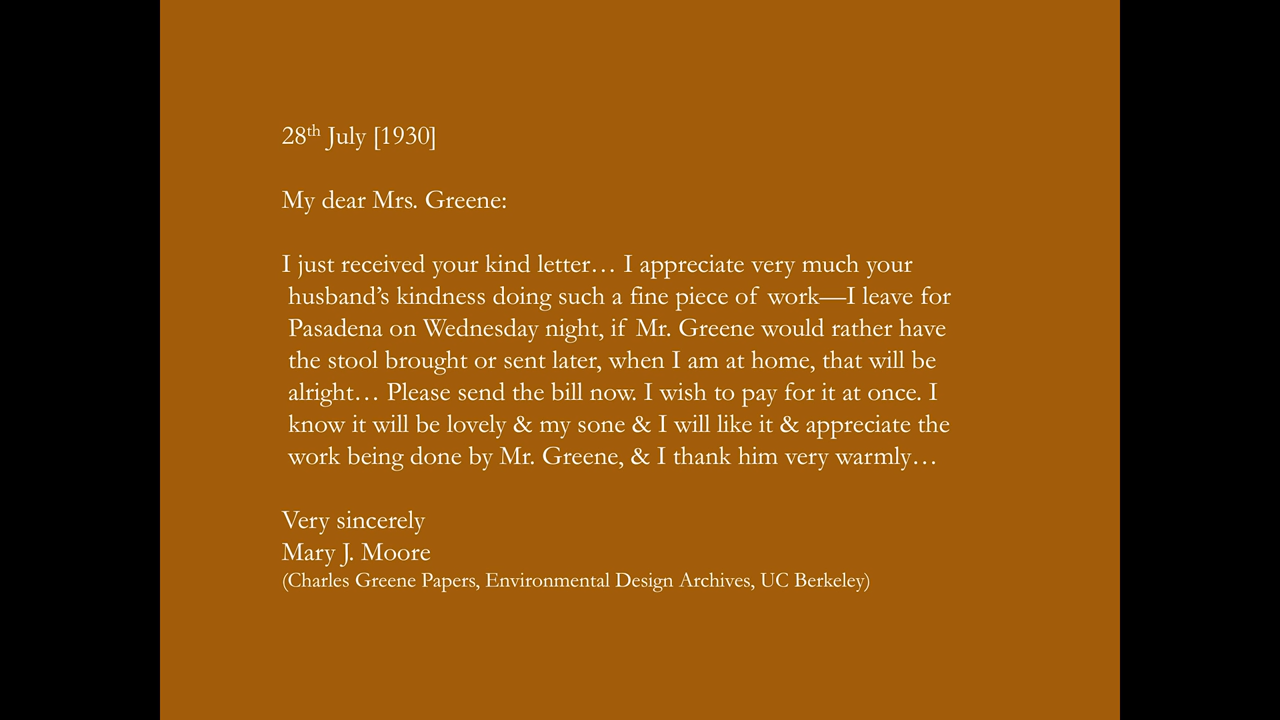 28th July [1930]
My dear Mrs. Greene:
I just received your kind letter… I appreciate very much your
husband’s kindness doing such a fine piece of work—I leave for
Pasadena on Wednesday night, if Mr. Greene would rather have
the stool brought or sent later, when I am at home, that will be
alright… Please send the bill now. I wish to pay for it at once. I
know it will be lovely & my sone & I will like it & appreciate the
work being done by Mr. Greene, & I thank him very warmly…
Very sincerely
Mary J. Moore
(Charles Greene Papers, Environmental Design Archives, UC Berkeley)